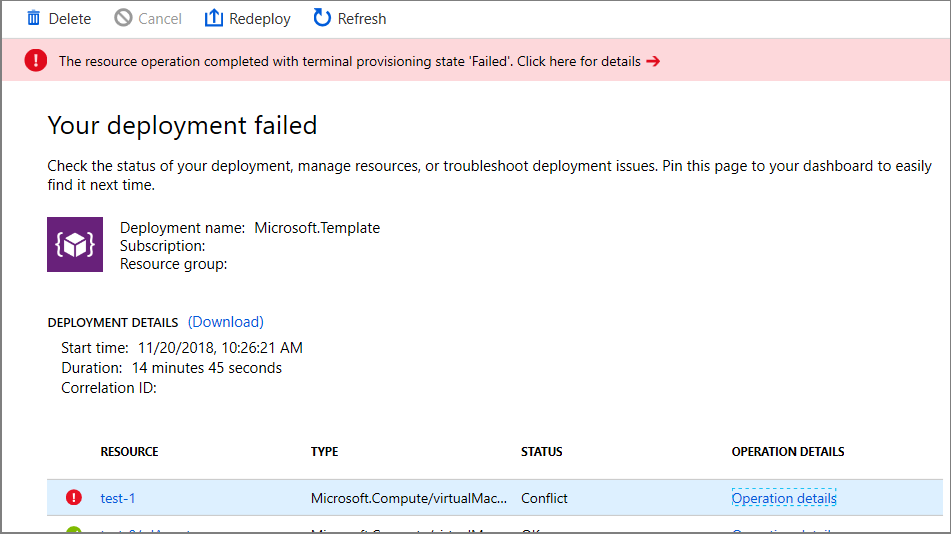 Delete Cancel Redeploy Refresh
The resource operation completed with terminal provisioning state 'Failed'. Click here for details →
Your deployment failed
Check the status of your deployment, manage resources, or troubleshoot deployment issues. Pin this page to your dashboard to easily
find it next time.
Deployment name: Microsoft.Template
Subscription:
Resource group:
DEPLOYMENT DETAILS (Download)
Start time: 11/20/2018, 10:26:21 AM
Duration: 14 minutes 45 seconds
Correlation ID:
RESOURCE TYPE STATUS OPERATION DETAILS
test-1 Microsoft.Compute/virtualMac... Conflict Operation details